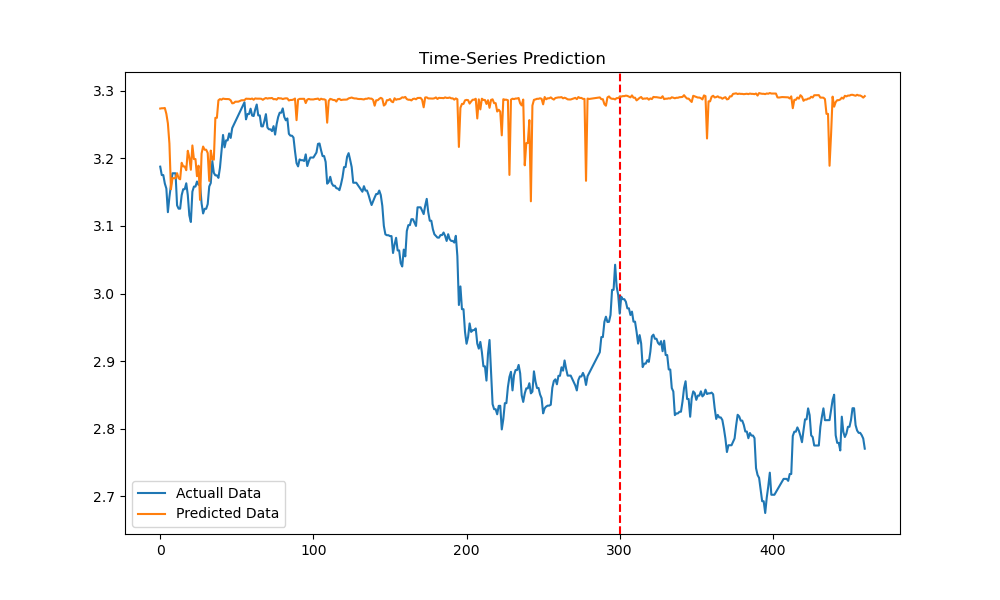 Time-Series Prediction
3.3
3.2
3.1
3.0
2.9
2.8
2.7
Actuall Data
Predicted Data
0 100 200 300 400